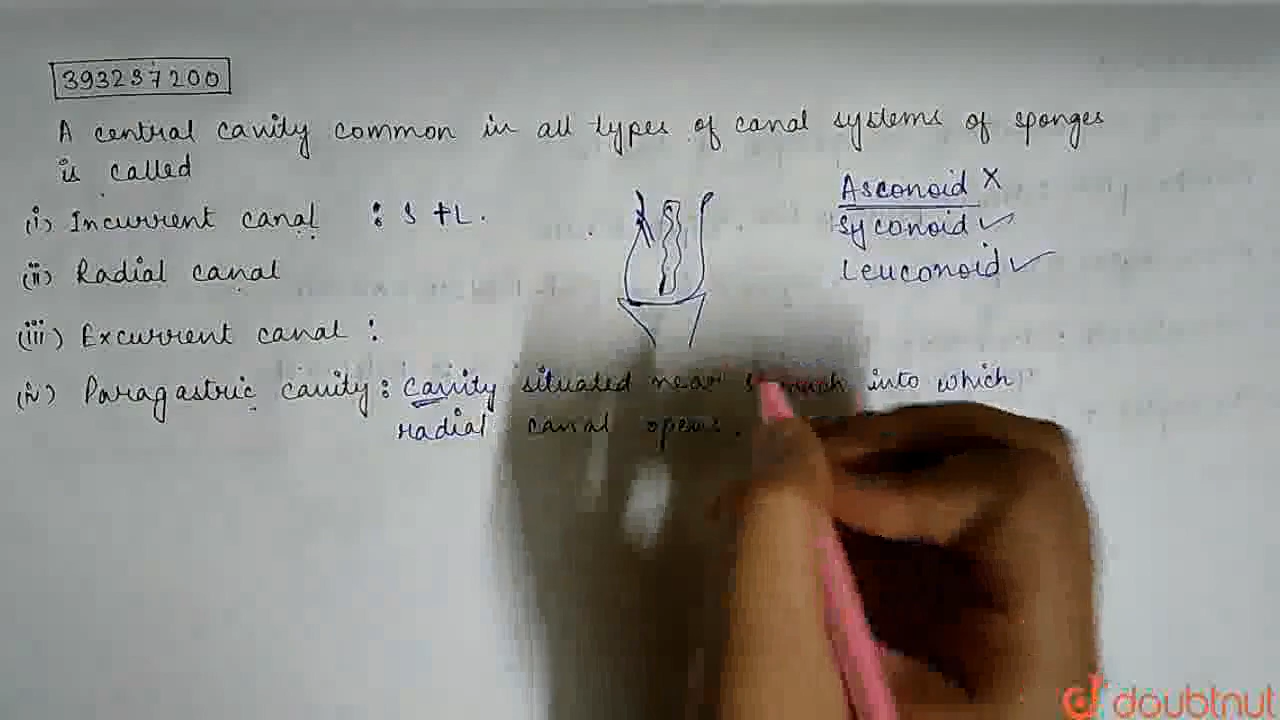 393237200
A central cavity common in all types of canal systems of sponges
is called
(i) Incurrent canal : S + L.
(ii) Radial canal
(iii) Excurrent canal :
(iv) Paragastric cavity : cavity situated near into which
radial canal opens.
Asconoid X
Syconoid ✓
Leuconoid ✓
doubtnut